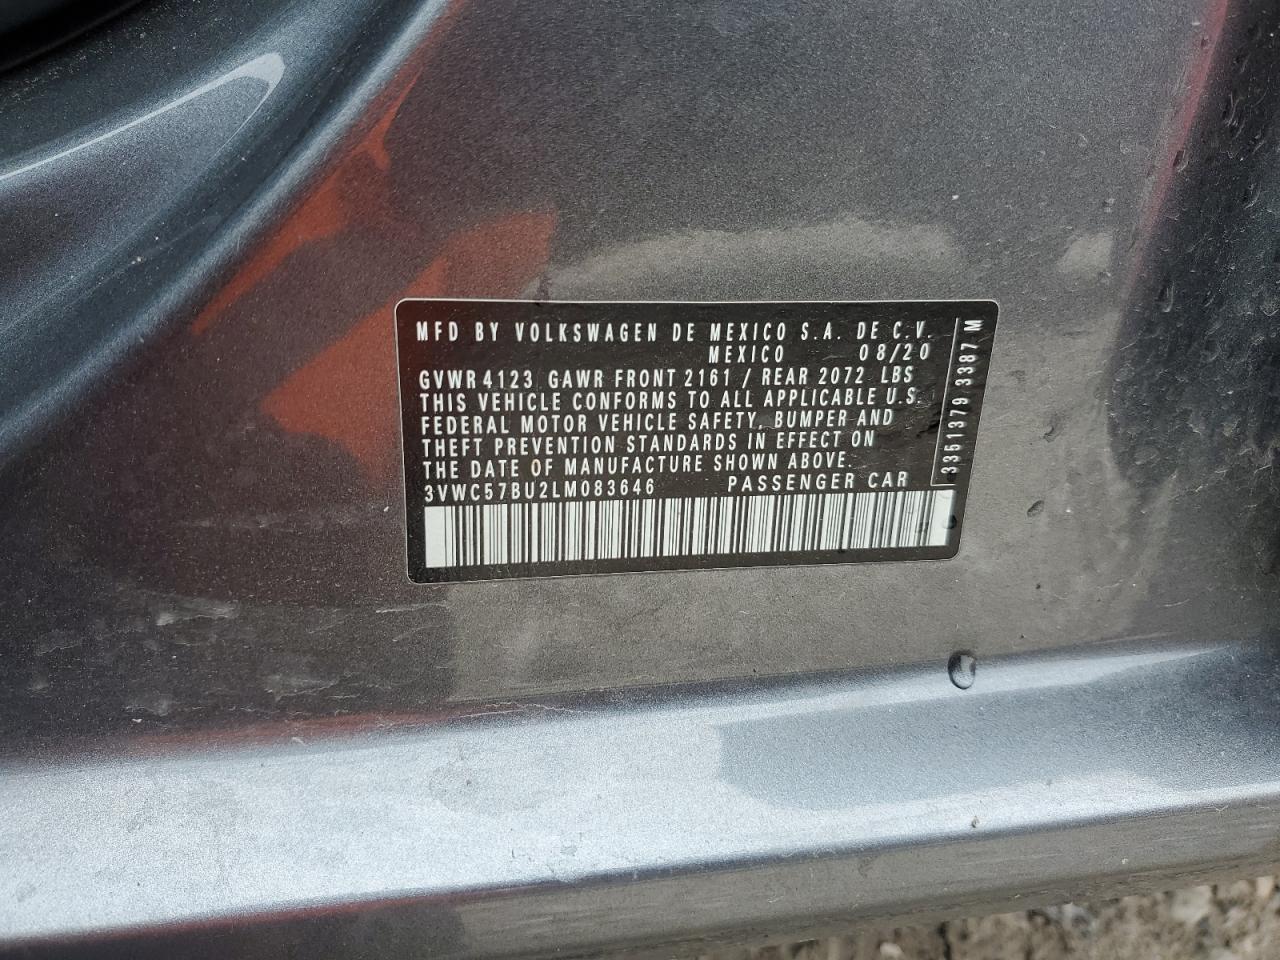 MFD BY VOLKSWAGEN DE MEXICO S.A. DE C.V.
MEXICO 08/20
GVWR 4123 GAWR FRONT 2161 / REAR 2072 LBS
THIS VEHICLE CONFORMS TO ALL APPLICABLE U.S.
FEDERAL MOTOR VEHICLE SAFETY, BUMPER AND
THEFT PREVENTION STANDARDS IN EFFECT ON
THE DATE OF MANUFACTURE SHOWN ABOVE.
3VWC57BU2LM083646 PASSENGER CAR
3351379 3387 M